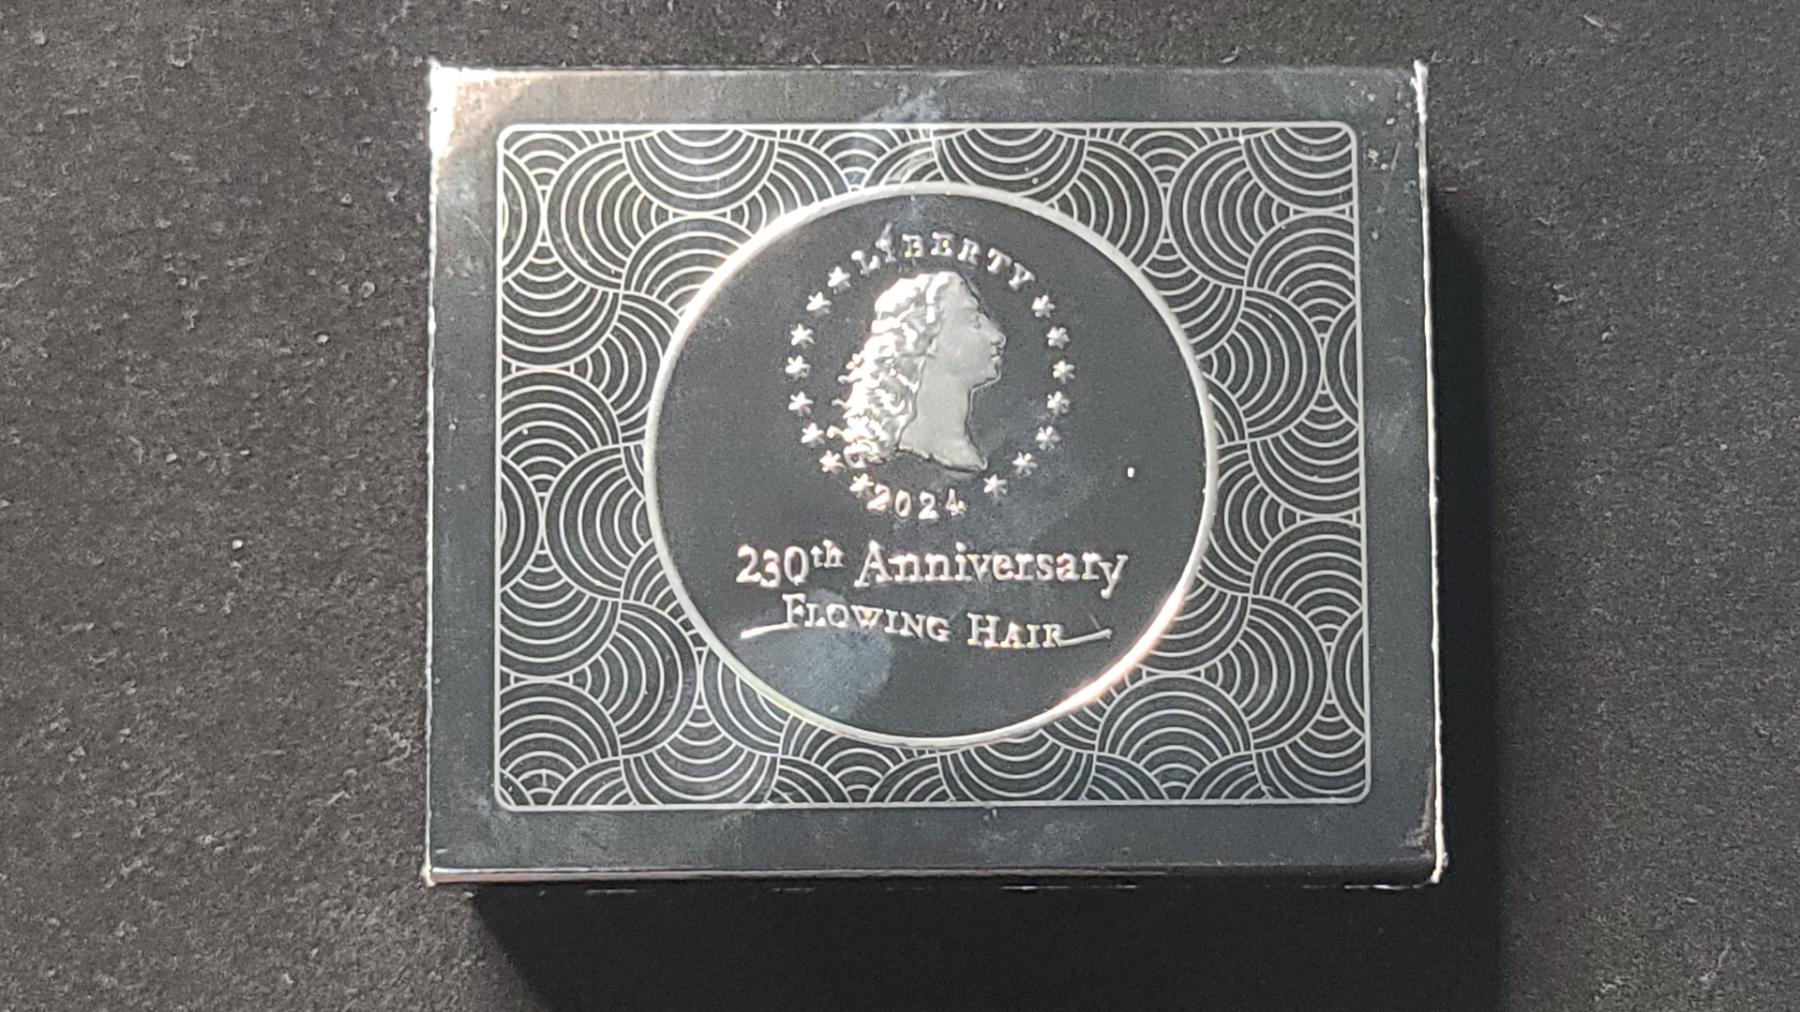 LIBERTY
2024
230th Anniversary
FLOWING HAIR